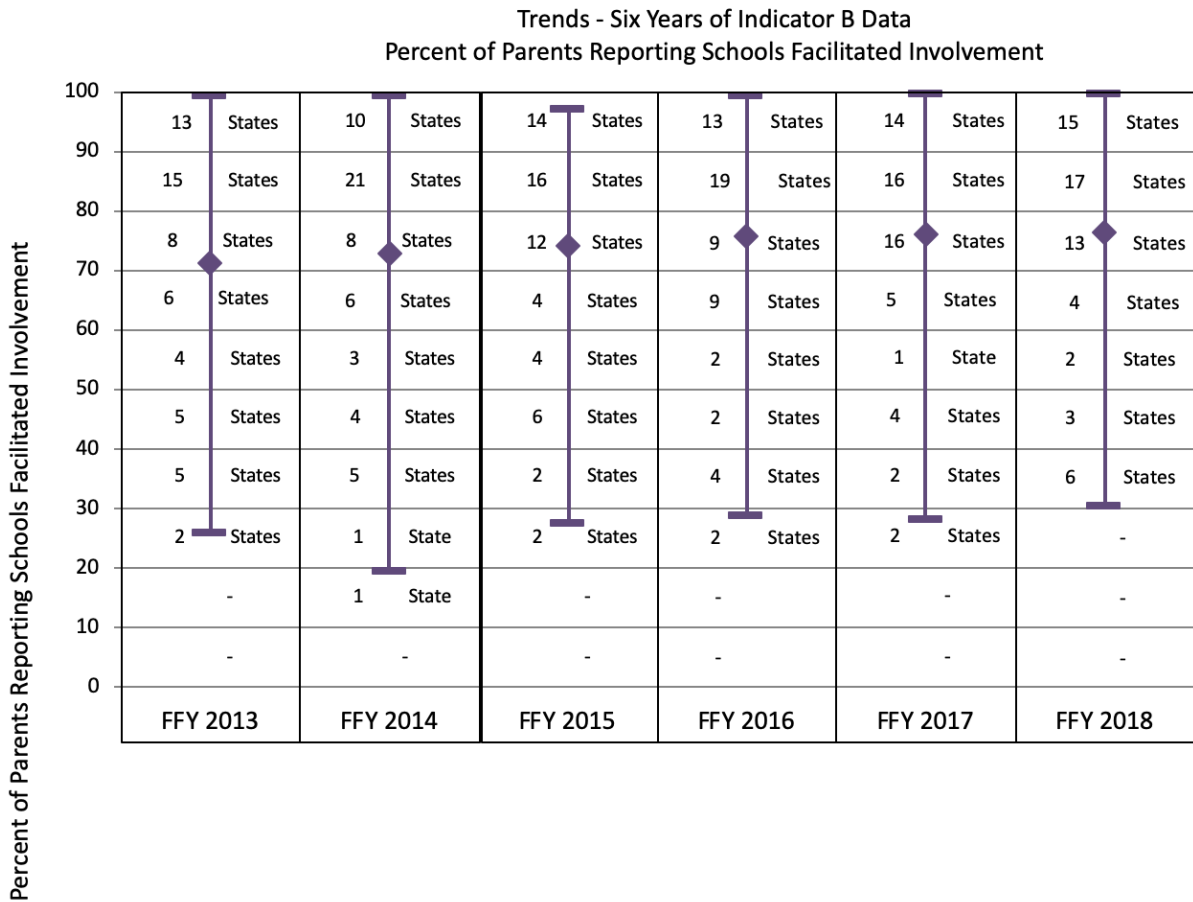 Trends - Six Years of Indicator B Data
Percent of Parents Reporting Schools Facilitated Involvement
Percent of Parents Reporting Schools Facilitated Involvement
100
13 States 10 States 14 States 13 States 14 States 15 States
90
15 States 21 States 16 States 19 States 16 States 17 States
80
8 States 8 States 12 States 9 States 16 States 13 States
70
6 States 6 States 4 States 9 States 5 States 4 States
60
4 States 3 States 4 States 2 States 1 State 2 States
50
5 States 4 States 6 States 2 States 4 States 3 States
40
5 States 5 States 2 States 4 States 2 States 6 States
30
2 States 1 State 2 States 2 States 2 States -
20
- 1 State - - - -
10
- - - - - -
0
FFY 2013 FFY 2014 FFY 2015 FFY 2016 FFY 2017 FFY 2018